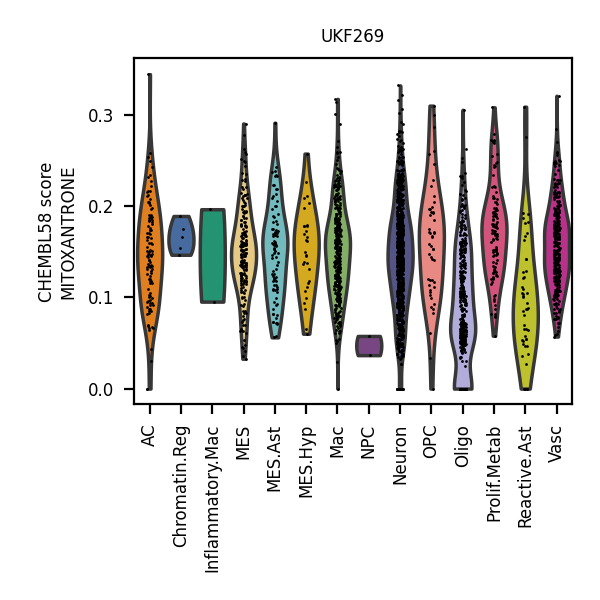 UKF269
CHEMBL58 score
MITOXANTRONE
0.3
0.2
0.1
0.0
AC
Chromatin.Reg
Inflammatory.Mac
MES
MES.Ast
MES.Hyp
Mac
NPC
Neuron
OPC
Oligo
Prolif.Metab
Reactive.Ast
Vasc